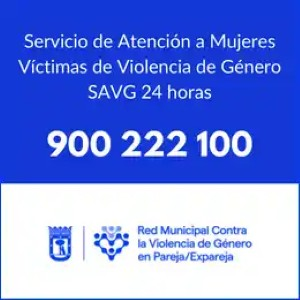 Servicio de Atención a Mujeres
Víctimas de Violencia de Género
SAVG 24 horas
900 222 100
Red Municipal Contra
la Violencia de Género
en Pareja/Expareja